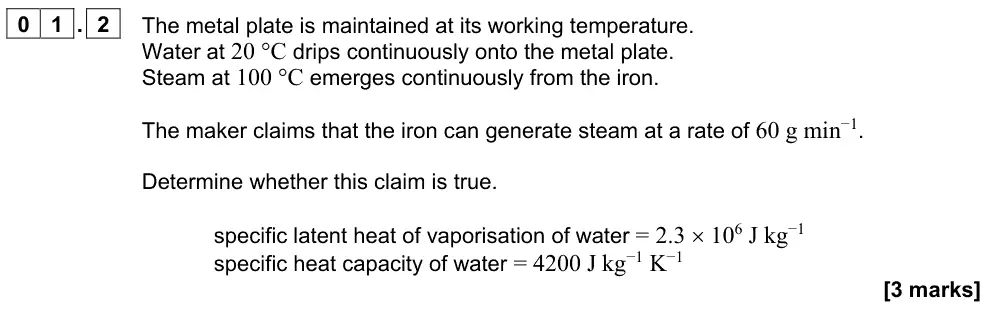 0 1 . 2 The metal plate is maintained at its working temperature.
Water at 20 °C drips continuously onto the metal plate.
Steam at 100 °C emerges continuously from the iron.
The maker claims that the iron can generate steam at a rate of 60 g min⁻¹.
Determine whether this claim is true.
specific latent heat of vaporisation of water = 2.3 × 10⁶ J kg⁻¹
specific heat capacity of water = 4200 J kg⁻¹ K⁻¹
[3 marks]